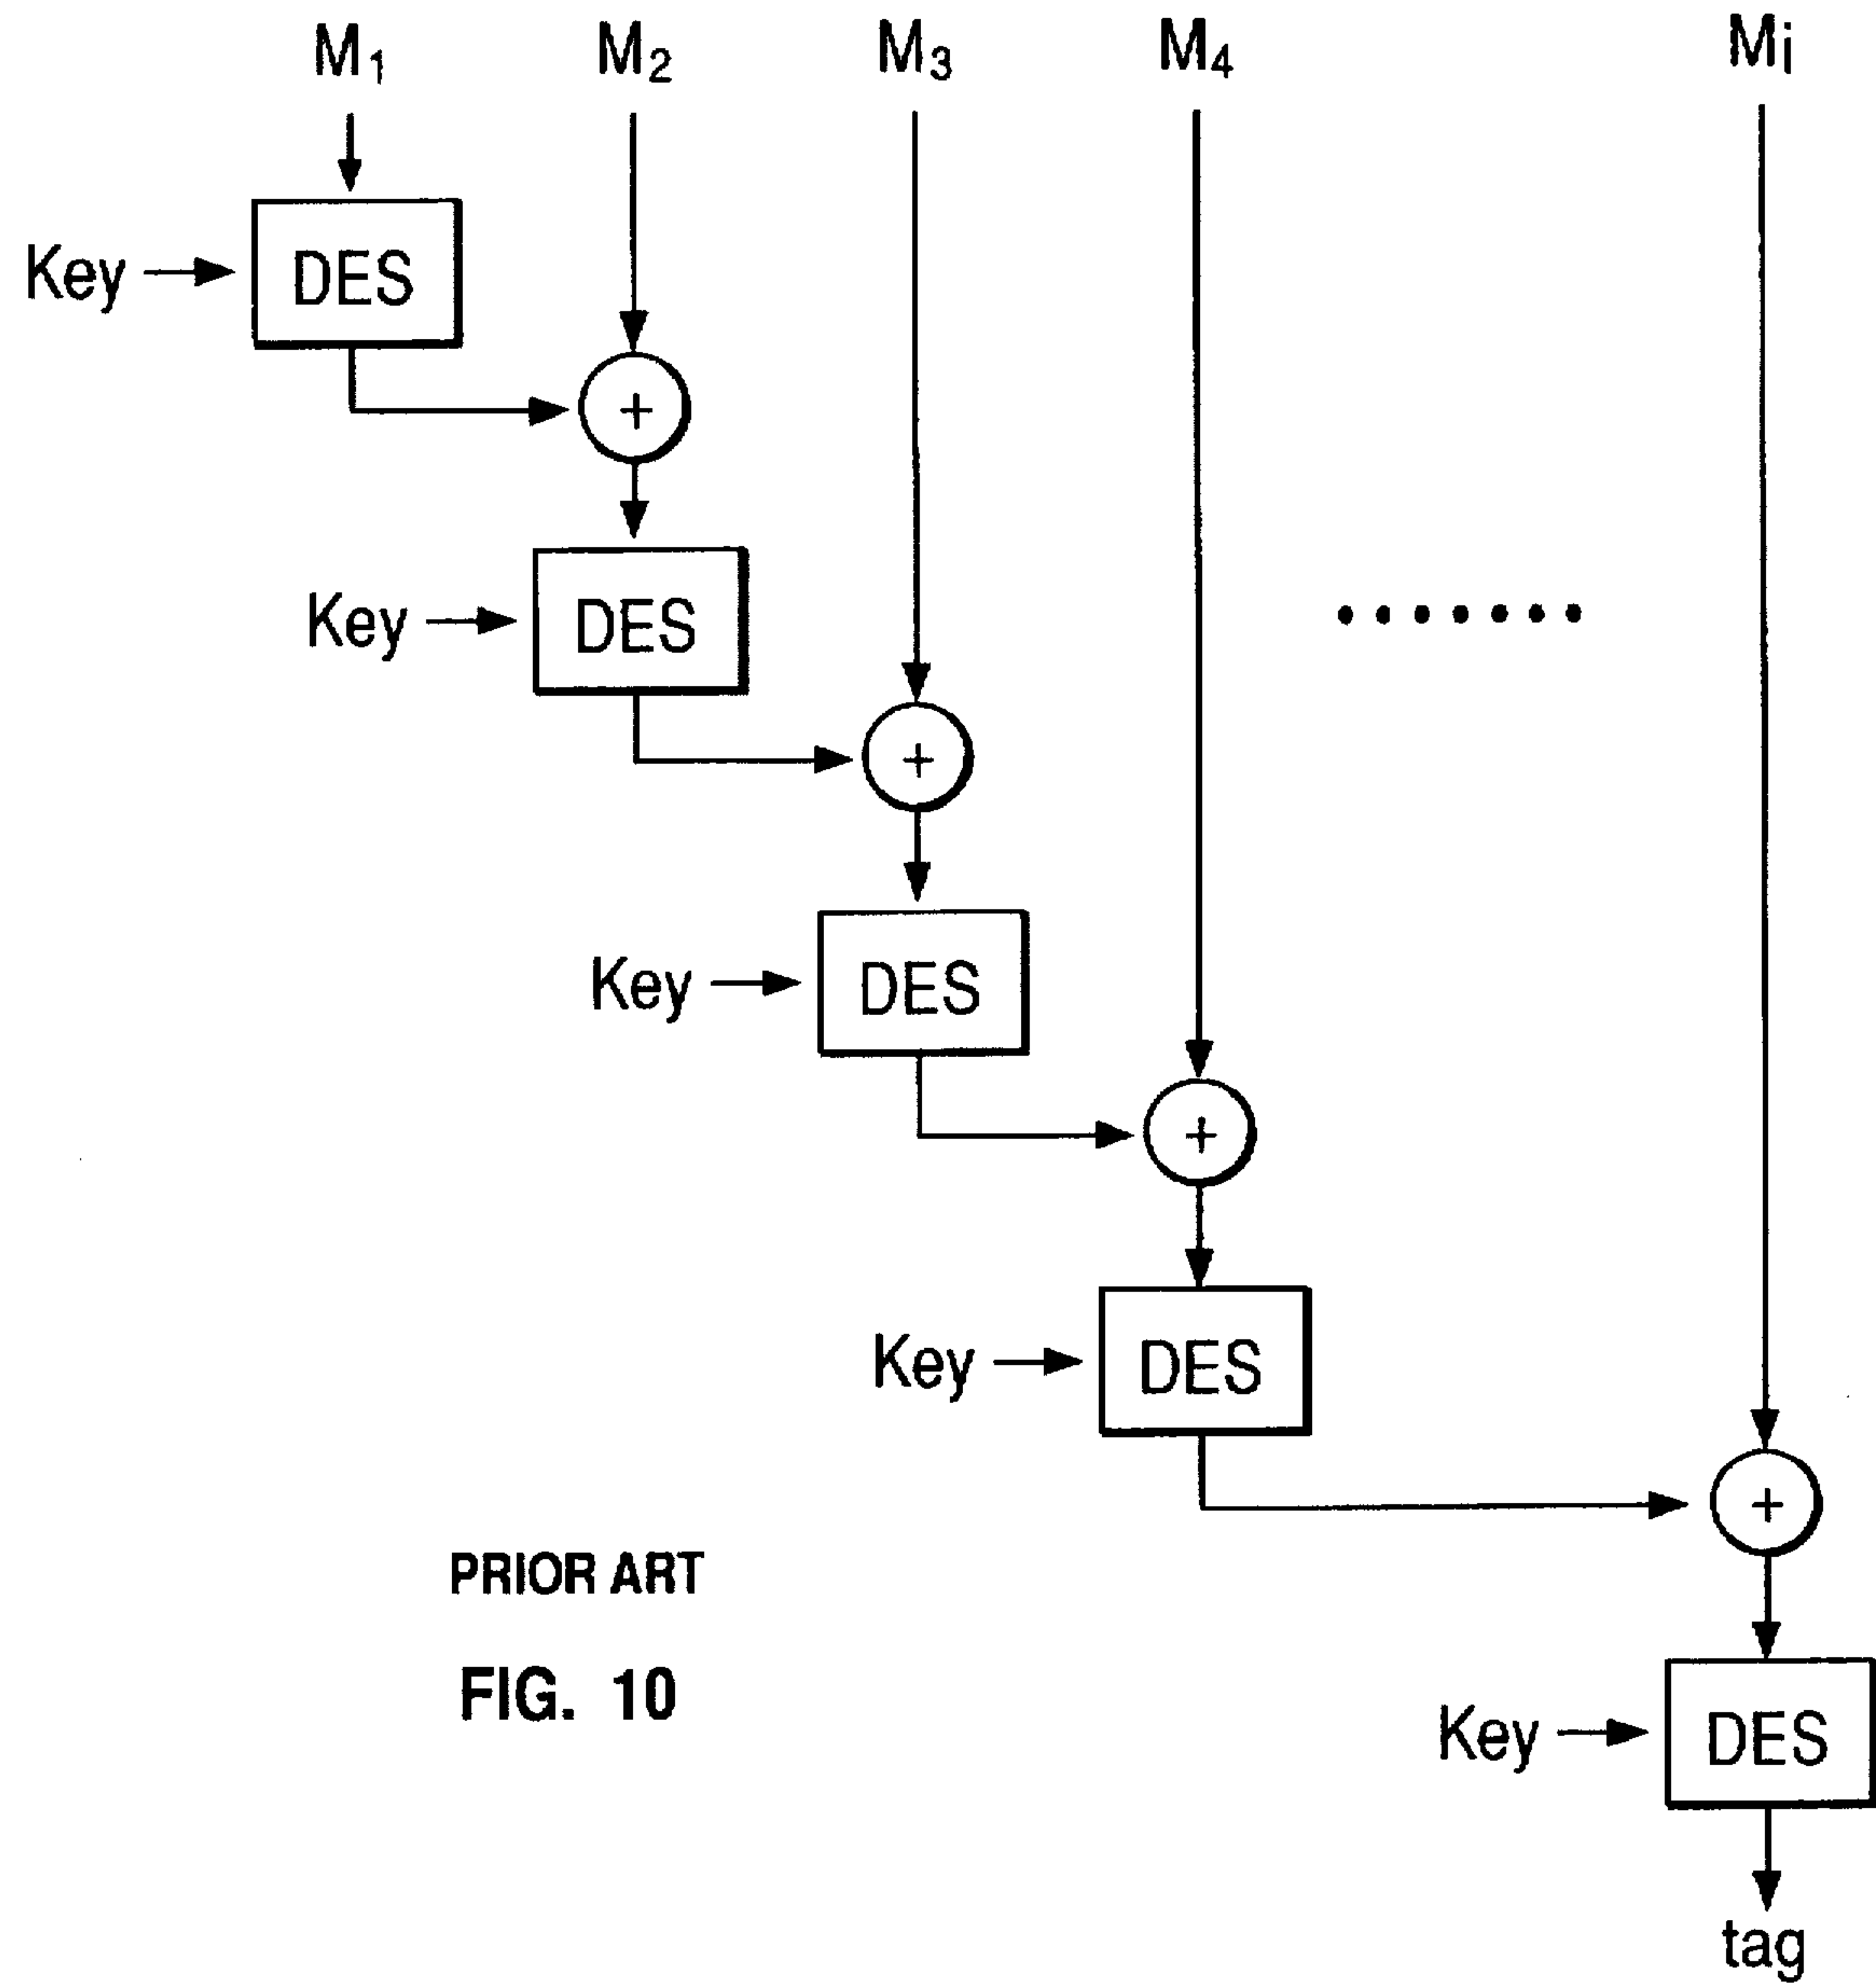 M₁ M₂ M₃ M₄ Mi
Key DES
+
Key DES
+
Key DES
+
Key DES
+
PRIOR ART
FIG. 10
Key DES
tag